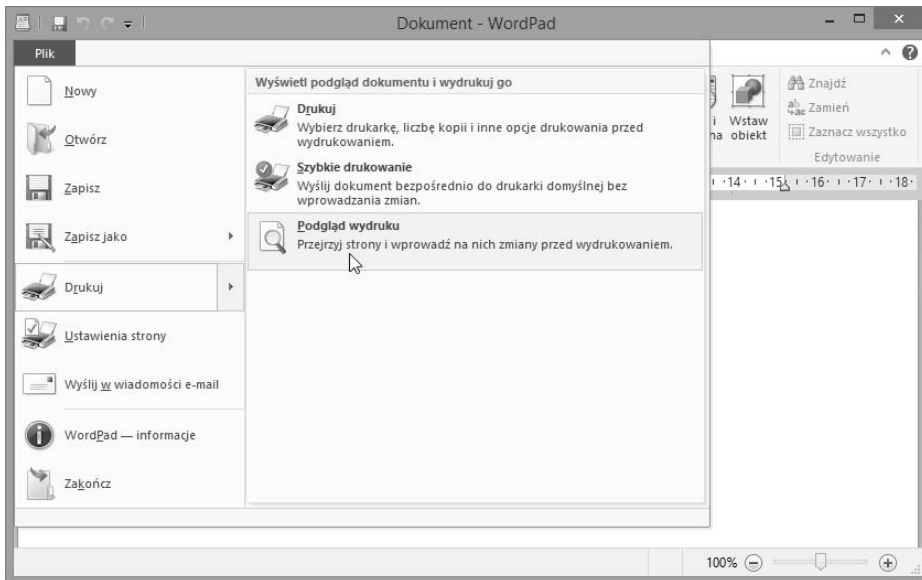 Dokument - WordPad
Plik
Nowy
Otwórz
Zapisz
Zapisz jako
Drukuj
Ustawienia strony
Wyślij w wiadomości e-mail
WordPad — informacje
Zakończ
Wyświetl podgląd dokumentu i wydrukuj go
Drukuj
Wybierz drukarkę, liczbę kopii i inne opcje drukowania przed
wydrukowaniem.
Szybkie drukowanie
Wyślij dokument bezpośrednio do drukarki domyślnej bez
wprowadzania zmian.
Podgląd wydruku
Przejrzyj strony i wprowadź na nich zmiany przed wydrukowaniem.
i Wstaw
na obiekt
Znajdź
Zamień
Zaznacz wszystko
Edytowanie
14 15 16 17 18
100%